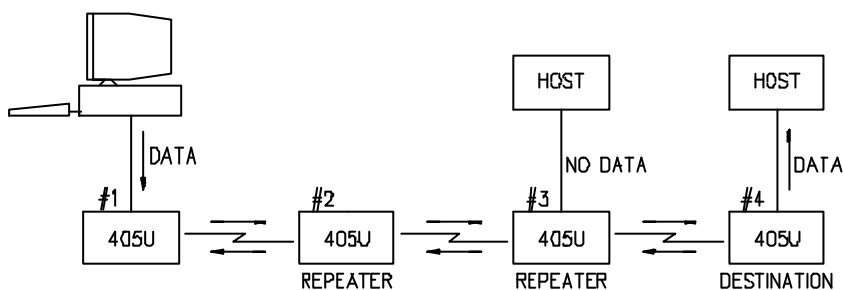 HOST
HOST
DATA
NO DATA
DATA
#1
#2
#3
#4
405U
405U
405U
405U
REPEATER
REPEATER
DESTINATION